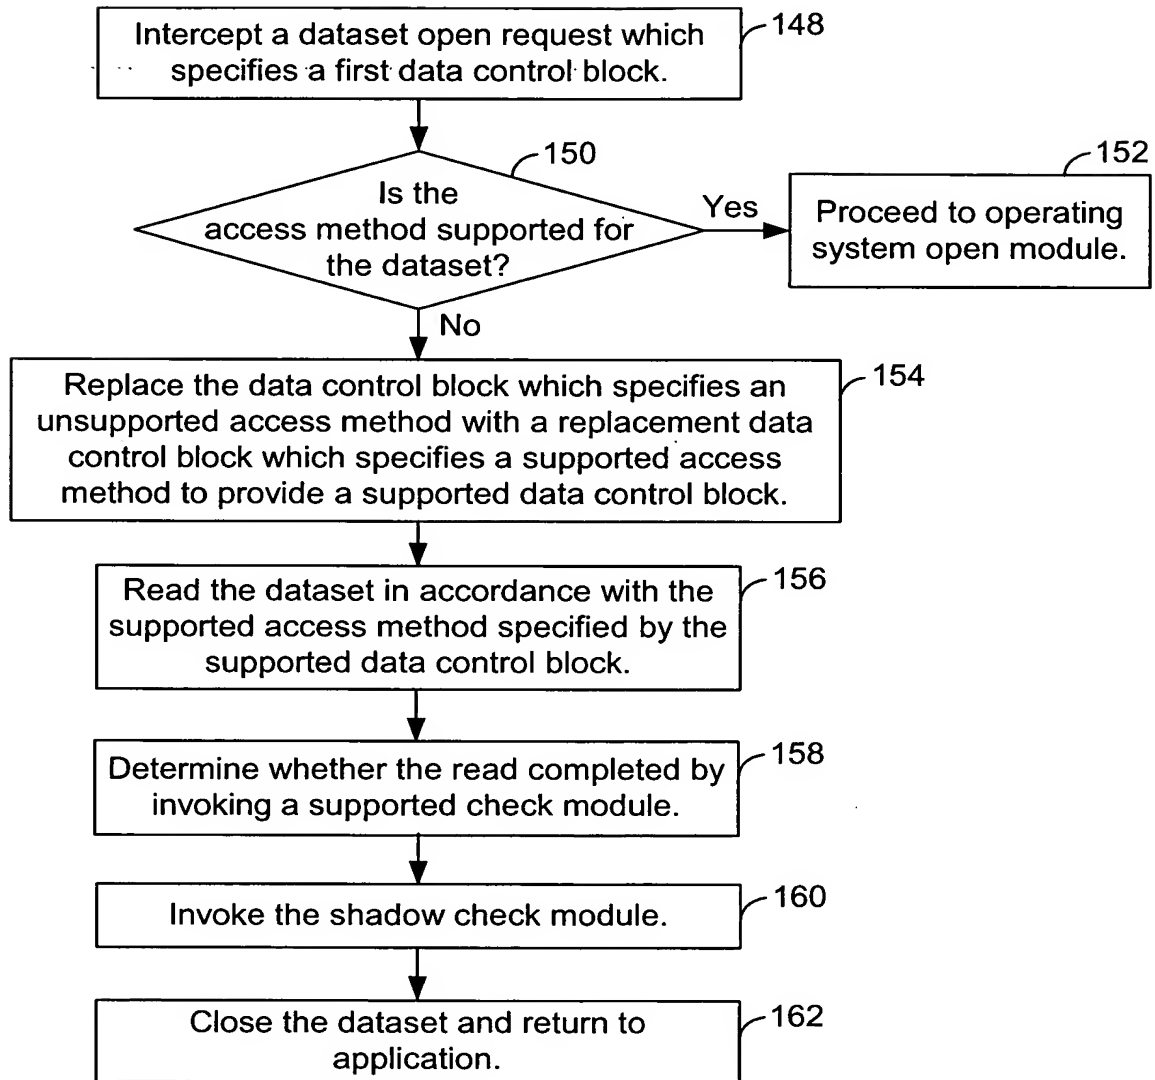 Intercept a dataset open request which
specifies a first data control block.
148
150
Is the
access method supported for
the dataset?
Yes
152
Proceed to operating
system open module.
No
Replace the data control block which specifies an
unsupported access method with a replacement data
control block which specifies a supported access
method to provide a supported data control block.
154
Read the dataset in accordance with the
supported access method specified by the
supported data control block.
156
Determine whether the read completed by
invoking a supported check module.
158
Invoke the shadow check module.
160
Close the dataset and return to
application.
162